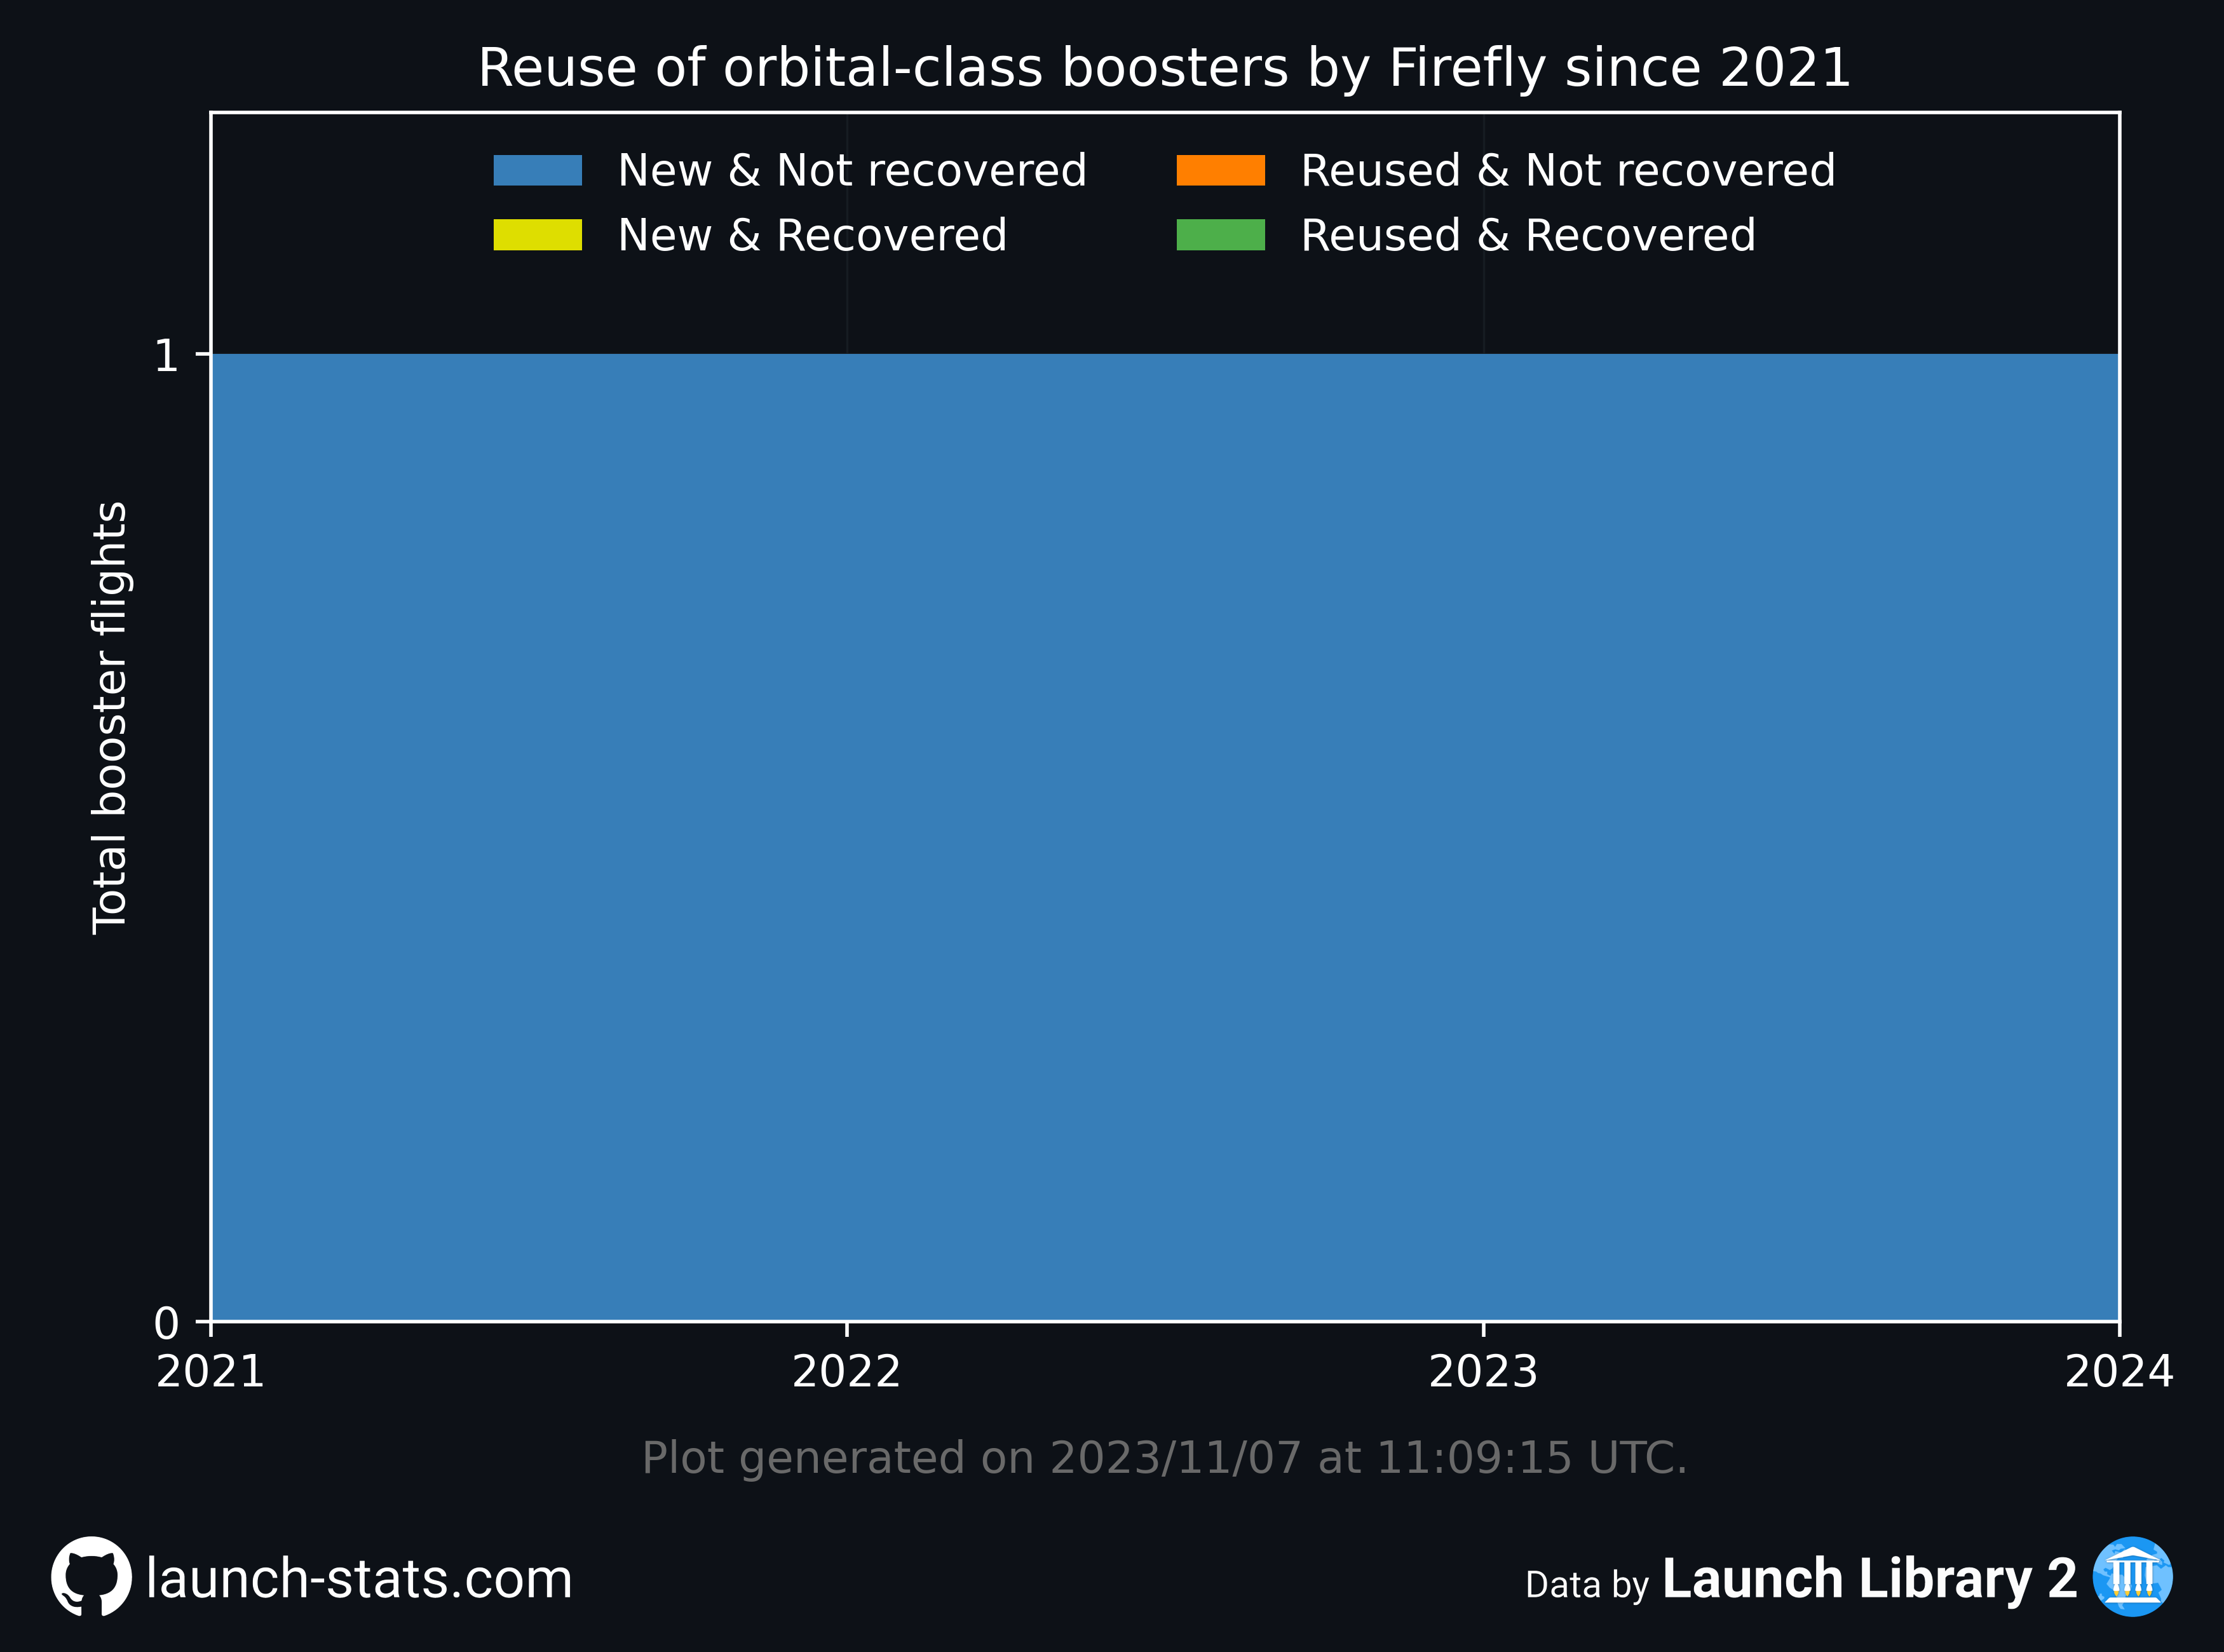 Reuse of orbital-class boosters by Firefly since 2021
New & Not recovered
New & Recovered
Reused & Not recovered
Reused & Recovered
Total booster flights
1
0
2021
2022
2023
2024
Plot generated on 2023/11/07 at 11:09:15 UTC.
launch-stats.com
Data by Launch Library 2